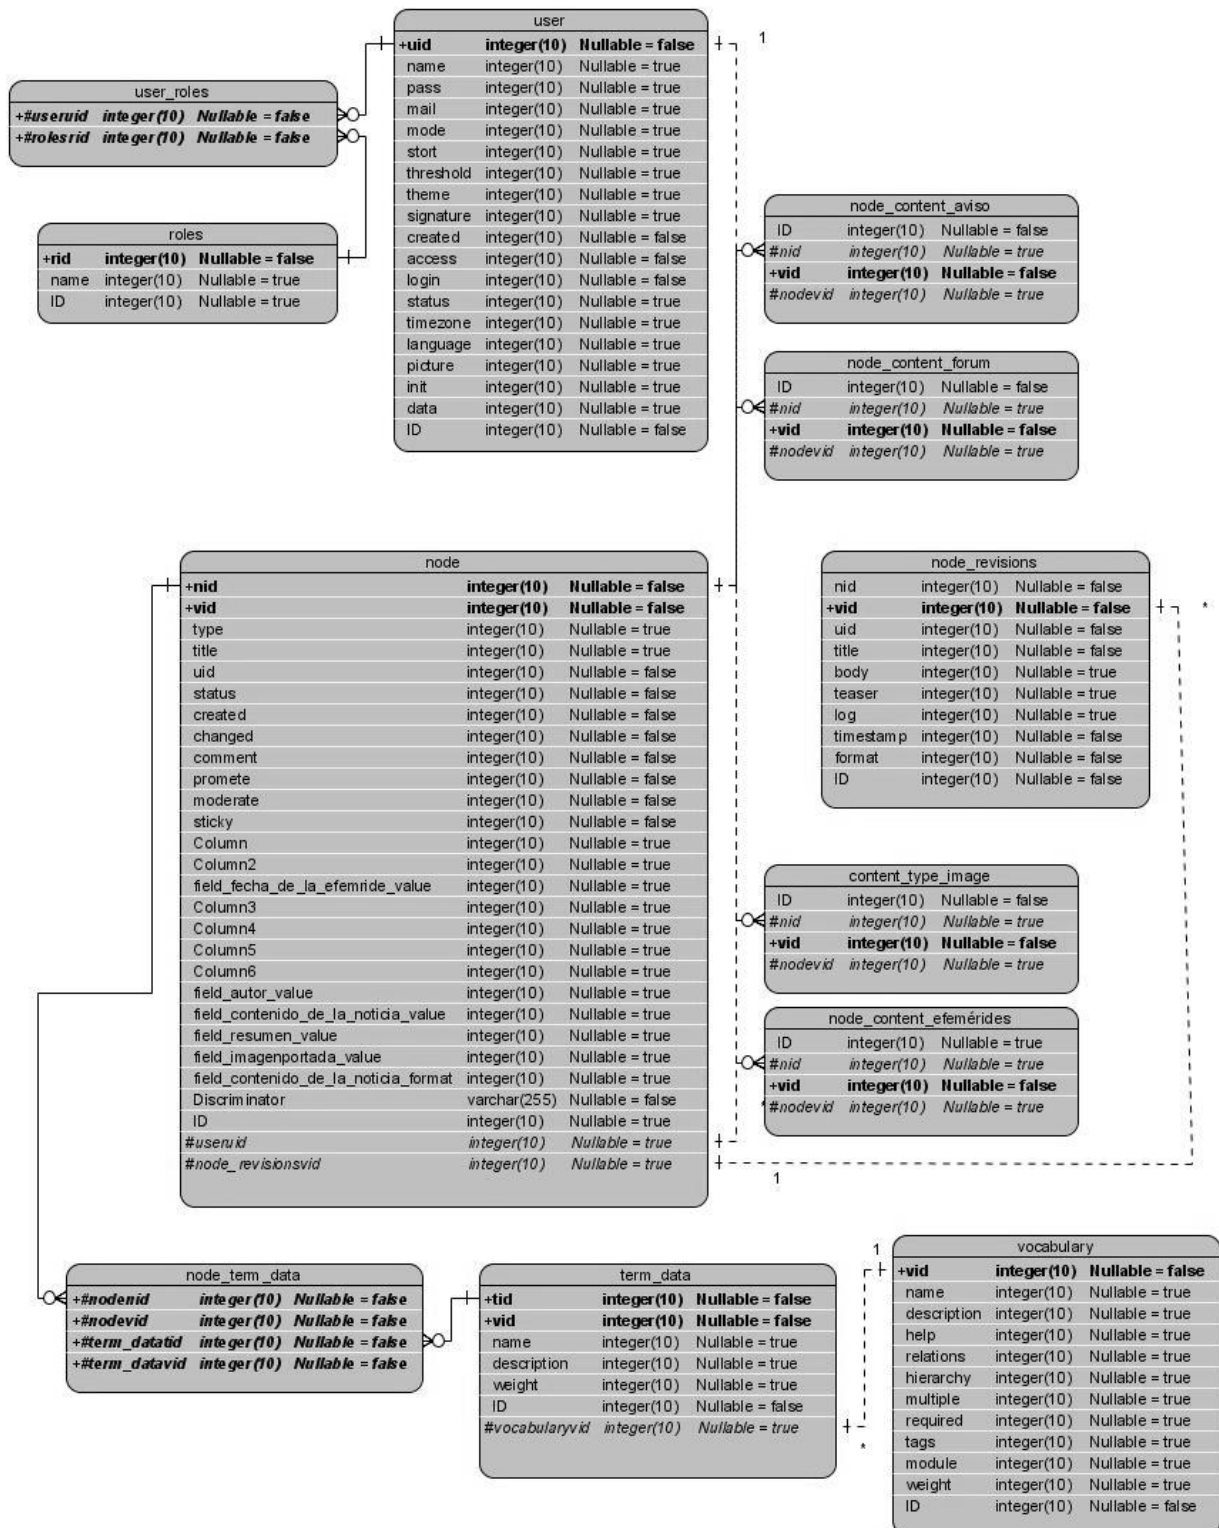 user
+uid integer(10) Nullable = false
name integer(10) Nullable = true
pass integer(10) Nullable = true
mail integer(10) Nullable = true
mode integer(10) Nullable = true
stort integer(10) Nullable = true
threshold integer(10) Nullable = true
theme integer(10) Nullable = true
signature integer(10) Nullable = true
created integer(10) Nullable = false
access integer(10) Nullable = false
login integer(10) Nullable = false
status integer(10) Nullable = true
timezone integer(10) Nullable = true
language integer(10) Nullable = true
picture integer(10) Nullable = true
init integer(10) Nullable = true
data integer(10) Nullable = true
ID integer(10) Nullable = false
1
user_roles
+#useruid integer(10) Nullable = false
+#rolesrid integer(10) Nullable = false
roles
+rid integer(10) Nullable = false
name integer(10) Nullable = true
ID integer(10) Nullable = true
node_content_aviso
ID integer(10) Nullable = false
#nid integer(10) Nullable = true
+vid integer(10) Nullable = false
#nodevid integer(10) Nullable = true
node_content_forum
ID integer(10) Nullable = false
#nid integer(10) Nullable = true
+vid integer(10) Nullable = false
#nodevid integer(10) Nullable = true
node
+nid integer(10) Nullable = false
+vid integer(10) Nullable = false
type integer(10) Nullable = true
title integer(10) Nullable = true
uid integer(10) Nullable = false
status integer(10) Nullable = false
created integer(10) Nullable = false
changed integer(10) Nullable = false
comment integer(10) Nullable = false
promete integer(10) Nullable = false
moderate integer(10) Nullable = false
sticky integer(10) Nullable = false
Column integer(10) Nullable = true
Column2 integer(10) Nullable = true
field_fecha_de_la_efemride_value integer(10) Nullable = true
Column3 integer(10) Nullable = true
Column4 integer(10) Nullable = true
Column5 integer(10) Nullable = true
Column6 integer(10) Nullable = true
field_autor_value integer(10) Nullable = true
field_contenido_de_la_noticia_value integer(10) Nullable = true
field_resumen_value integer(10) Nullable = true
field_imagenportada_value integer(10) Nullable = true
field_contenido_de_la_noticia_format integer(10) Nullable = true
Discriminator varchar(255) Nullable = false
ID integer(10) Nullable = true
#useruid integer(10) Nullable = true
#node_revisionsvid integer(10) Nullable = true
node_revisions
nid integer(10) Nullable = false
+vid integer(10) Nullable = false
uid integer(10) Nullable = false
title integer(10) Nullable = false
body integer(10) Nullable = true
teaser integer(10) Nullable = true
log integer(10) Nullable = true
timestamp integer(10) Nullable = false
format integer(10) Nullable = false
ID integer(10) Nullable = false
*
content_type_image
ID integer(10) Nullable = false
#nid integer(10) Nullable = true
+vid integer(10) Nullable = false
#nodevid integer(10) Nullable = true
node_content_efemérides
ID integer(10) Nullable = true
#nid integer(10) Nullable = true
+vid integer(10) Nullable = false
*
#nodevid integer(10) Nullable = true
1
node_term_data
+#nodenid integer(10) Nullable = false
+#nodevid integer(10) Nullable = false
+#term_datatid integer(10) Nullable = false
+#term_datavid integer(10) Nullable = false
term_data
+tid integer(10) Nullable = false
+vid integer(10) Nullable = false
name integer(10) Nullable = true
description integer(10) Nullable = true
weight integer(10) Nullable = true
ID integer(10) Nullable = false
#vocabularyvid integer(10) Nullable = true
*
1
vocabulary
+vid integer(10) Nullable = false
name integer(10) Nullable = true
description integer(10) Nullable = true
help integer(10) Nullable = true
relations integer(10) Nullable = true
hierarchy integer(10) Nullable = true
multiple integer(10) Nullable = true
required integer(10) Nullable = true
tags integer(10) Nullable = true
module integer(10) Nullable = true
weight integer(10) Nullable = true
ID integer(10) Nullable = false